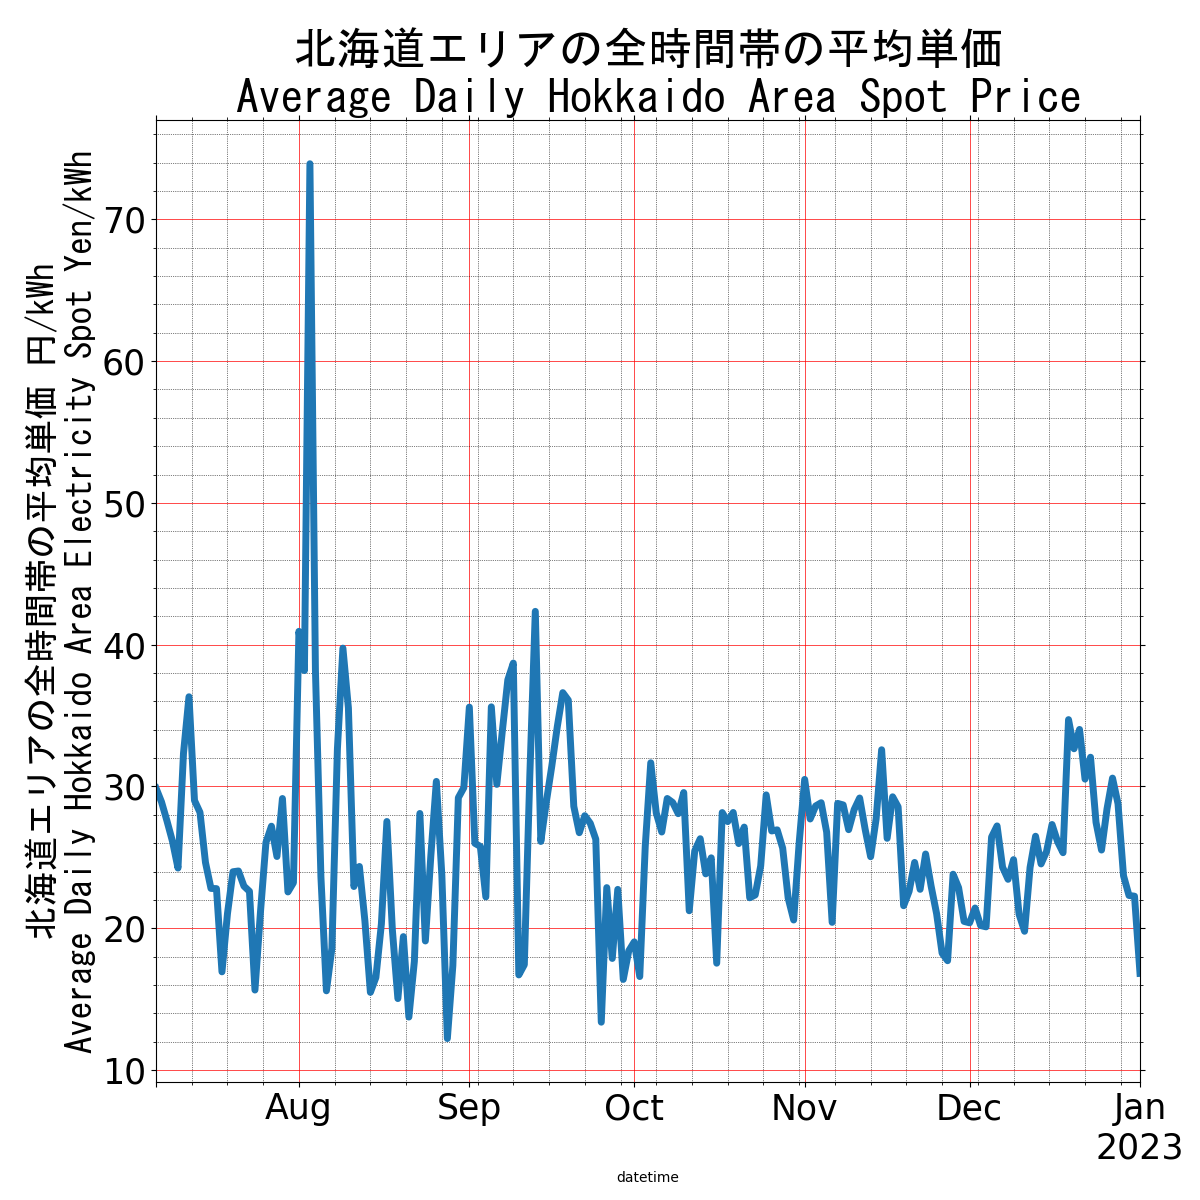 北海道エリアの全時間帯の平均単価
Average Daily Hokkaido Area Spot Price
北海道エリアの全時間帯の平均単価 円/kWh
Average Daily Hokkaido Area Electricity Spot Yen/kWh
70
60
50
40
30
20
10
Aug
Sep
Oct
Nov
Dec
Jan
2023
datetime